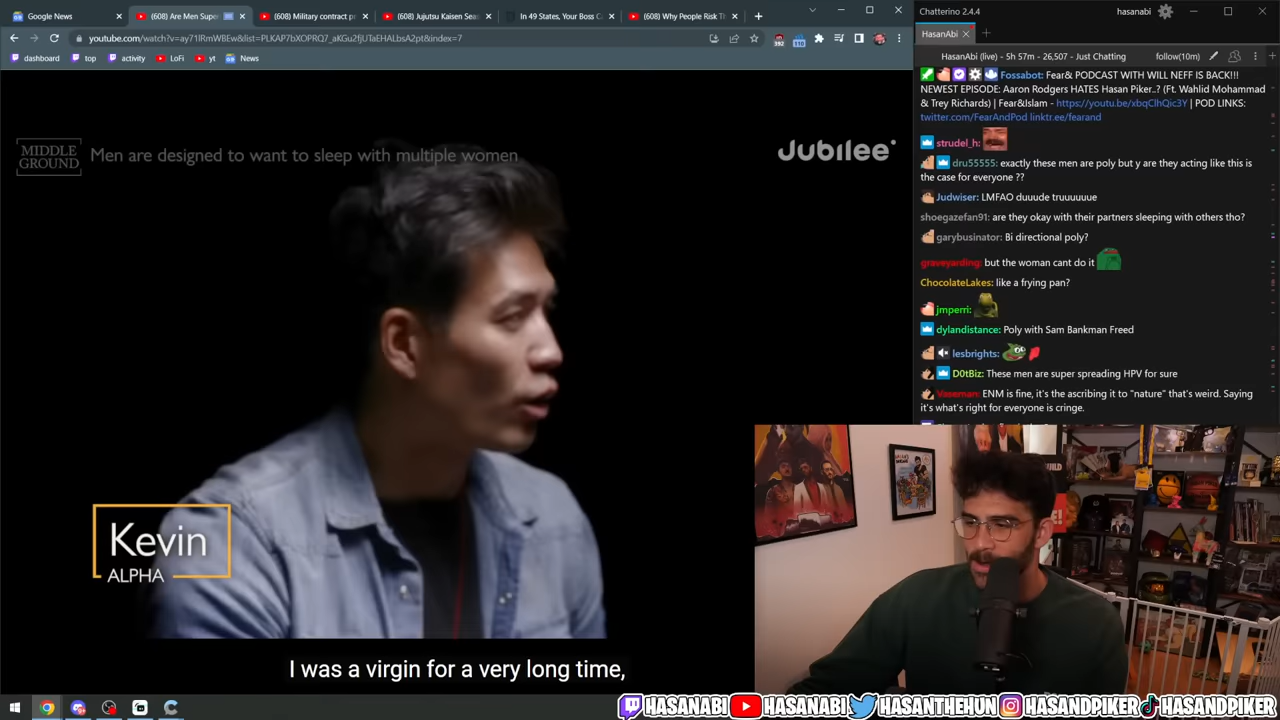 Google News
(608) Are Men Supe
(608) Military contract pr
(608) Jujutsu Kaisen Sea
In 49 States, Your Boss C
(608) Why People Risk Th
youtube.com/watch?v=ay71IRmWBEw&list=PLKAP7bXOPRQ7_aKGu2fjUTaEHALbsA2pt&index=7
dashboard
top
activity
LoFi
yt
News
MIDDLE
GROUND
Men are designed to want to sleep with multiple women
Jubilee
Kevin
ALPHA
I was a virgin for a very long time,
Chatterino 2.4.4
hasanabi
HasanAbi
HasanAbi (live) - 5h 57m - 26,507 - Just Chatting
follow(10m)
Fossabot: Fear& PODCAST WITH WILL NEFF IS BACK!!!
NEWEST EPISODE: Aaron Rodgers HATES Hasan Piker..? (Ft. Wahlid Mohammad
& Trey Richards) | Fear&Islam - https://youtu.be/xbqClhQic3Y | POD LINKS:
twitter.com/FearAndPod linktr.ee/fearand
strudel_h:
dru55555: exactly these men are poly but y are they acting like this is
the case for everyone ??
Judwiser: LMFAO duuude truuuuuue
shoegazefan91: are they okay with their partners sleeping with others tho?
garybusinator: Bi directional poly?
graveyarding: but the woman cant do it
ChocolateLakes: like a frying pan?
jmperri:
dylandistance: Poly with Sam Bankman Freed
lesbrights:
D0tBiz: These men are super spreading HPV for sure
Vaseman: ENM is fine, it's the ascribing it to "nature" that's weird. Saying
it's what's right for everyone is cringe.
HASANABI
HASANABI
HASANTHEHUN
HASANDPIKER
HASANDPIKER